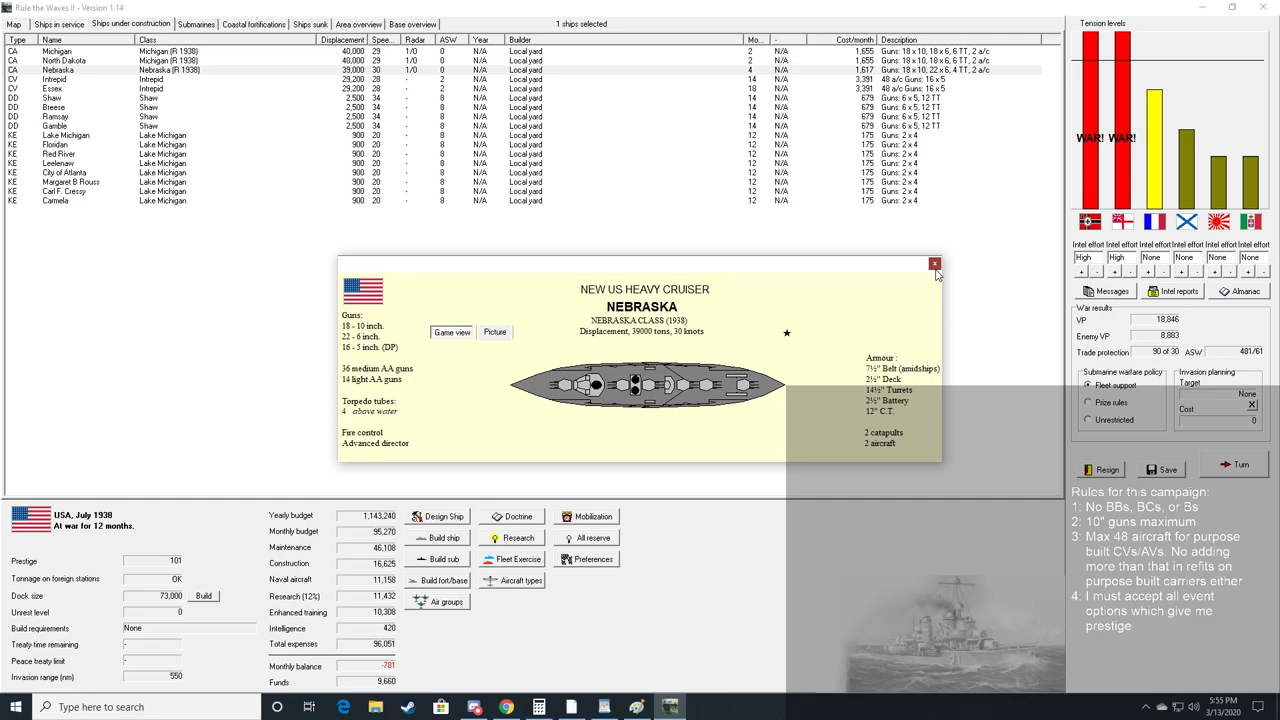 Rule the Waves II - Version 1.14
Map Ships in service Ships under construction Submarines Coastal fortifications Ships sunk Area overview Base overview 1 ships selected
Type Name Class Displacement Spee... Radar ASW Year Builder Mo... - Cost/month Description
CA Michigan Michigan (R 1938) 40,000 29 1/0 N/A Local yard 2 N/A 1,655 Guns: 18 x 10, 18 x 6, 6 TT, 2 a/c
CA North Dakota Michigan (R 1938) 40,000 29 1/0 N/A Local yard 2 N/A 1,655 Guns: 18 x 10, 18 x 6, 6 TT, 2 a/c
CA Nebraska Nebraska (R 1938) 39,000 30 1/0 N/A Local yard 4 N/A 1,617 Guns: 18 x 10, 22 x 6, 4 TT, 2 a/c
CV Intrepid Intrepid 29,200 28 - 2 N/A Local yard 14 N/A 3,391 48 a/c Guns: 16 x 5
CV Essex Intrepid 29,200 28 - 2 N/A Local yard 18 N/A 3,391 48 a/c Guns: 16 x 5
DD Shaw Shaw 2,500 34 - 8 N/A Local yard 14 N/A 679 Guns: 6 x 5, 12 TT
DD Breese Shaw 2,500 34 - 8 N/A Local yard 14 N/A 679 Guns: 6 x 5, 12 TT
DD Ramsay Shaw 2,500 34 - 8 N/A Local yard 14 N/A 679 Guns: 6 x 5, 12 TT
DD Gamble Shaw 2,500 34 - 8 N/A Local yard 14 N/A 679 Guns: 6 x 5, 12 TT
KE Lake Michigan Lake Michigan 900 20 - 8 N/A Local yard 12 N/A 175 Guns: 2 x 4
KE Floridan Lake Michigan 900 20 - 8 N/A Local yard 12 N/A 175 Guns: 2 x 4
KE Red River Lake Michigan 900 20 - 8 N/A Local yard 12 N/A 175 Guns: 2 x 4
KE Leelenaw Lake Michigan 900 20 - 8 N/A Local yard 12 N/A 175 Guns: 2 x 4
KE City of Atlanta Lake Michigan 900 20 - 8 N/A Local yard 12 N/A 175 Guns: 2 x 4
KE Margaret B Rouss Lake Michigan 900 20 - 8 N/A Local yard 12 N/A 175 Guns: 2 x 4
KE Carl F. Cressy Lake Michigan 900 20 - 8 N/A Local yard 12 N/A 175 Guns: 2 x 4
KE Carmela Lake Michigan 900 20 - 8 N/A Local yard 12 N/A 175 Guns: 2 x 4
NEW US HEAVY CRUISER
NEBRASKA
NEBRASKA CLASS (1938)
Displacement, 39000 tons, 30 knots
Game view Picture
Guns:
18 - 10 inch.
22 - 6 inch.
16 - 5 inch. (DP)
36 medium AA guns
14 light AA guns
Torpedo tubes:
4 above water
Fire control
Advanced director
Armour :
7½" Belt (amidships)
2½" Deck
14½" Turrets
2½" Battery
12" C.T.
2 catapults
2 aircraft
USA, July 1938
At war for 12 months.
Prestige 101
Tonnage on foreign stations OK
Dock size 73,000 Build
Unrest level 0
Build requirements None
Treaty time remaining -
Peace treaty limit -
Invasion range (nm) 550
Yearly budget 1,143,240
Monthly budget 95,270
Maintenance 46,108
Construction 16,625
Naval aircraft 11,158
Research (12%) 11,432
Enhanced training 10,308
Intelligence 420
Total expenses 96,051
Monthly balance -781
Funds 9,660
Design Ship Doctrine Mobilization
Build ship Research All reserve
Build sub Fleet Exercise Preferences
Build fort/base Aircraft types
Air groups
Tension levels
WAR! WAR!
Intel effort Intel effort Intel effort Intel effort Intel effort Intel effort
High High None None None None
+ - + - + - + - + - + -
Messages Intel reports Almanac
War results
VP 18,846
Enemy VP 8,883
Trade protection 90 of 30 ASW 481/61
Submarine warfare policy
Fleet support
Prize rules
Unrestricted
Invasion planning
Target
None
Cost X
0
Resign Save Turn
Rules for this campaign:
1: No BBs, BCs, or Bs
2: 10" guns maximum
3: Max 48 aircraft for purpose
built CVs/AVs. No adding
more than that in refits on
purpose built carriers either
4: I must accept all event
options which give me
prestige
Type here to search
5:55 PM
3/13/2020